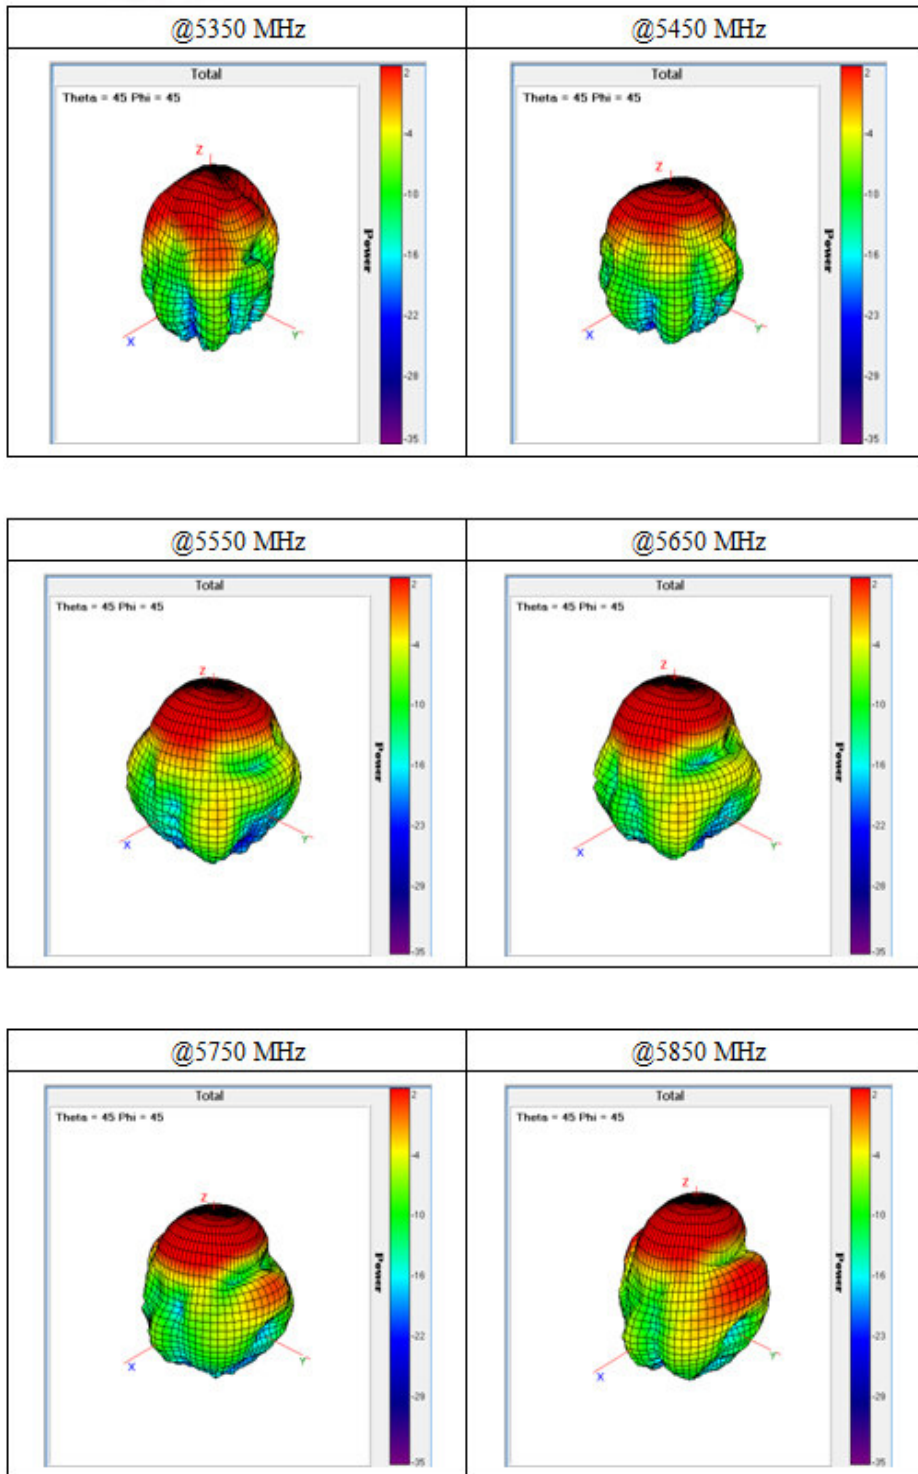 @5350 MHz
@5450 MHz
Total
Theta = 45 Phi = 45
Z
X
Y
2
-4
-10
-16
-22
-28
-35
Power
Total
Theta = 45 Phi = 45
Z
X
Y
2
-4
-10
-16
-23
-29
-35
Power
@5550 MHz
@5650 MHz
Total
Theta = 45 Phi = 45
Z
X
Y
2
-4
-10
-16
-23
-29
-35
Power
Total
Theta = 45 Phi = 45
Z
X
Y
2
-4
-10
-16
-23
-29
-35
Power
@5750 MHz
@5850 MHz
Total
Theta = 45 Phi = 45
Z
X
Y
2
-4
-10
-16
-22
-29
-35
Power
Total
Theta = 45 Phi = 45
Z
X
Y
2
-4
-10
-16
-23
-29
-35
Power